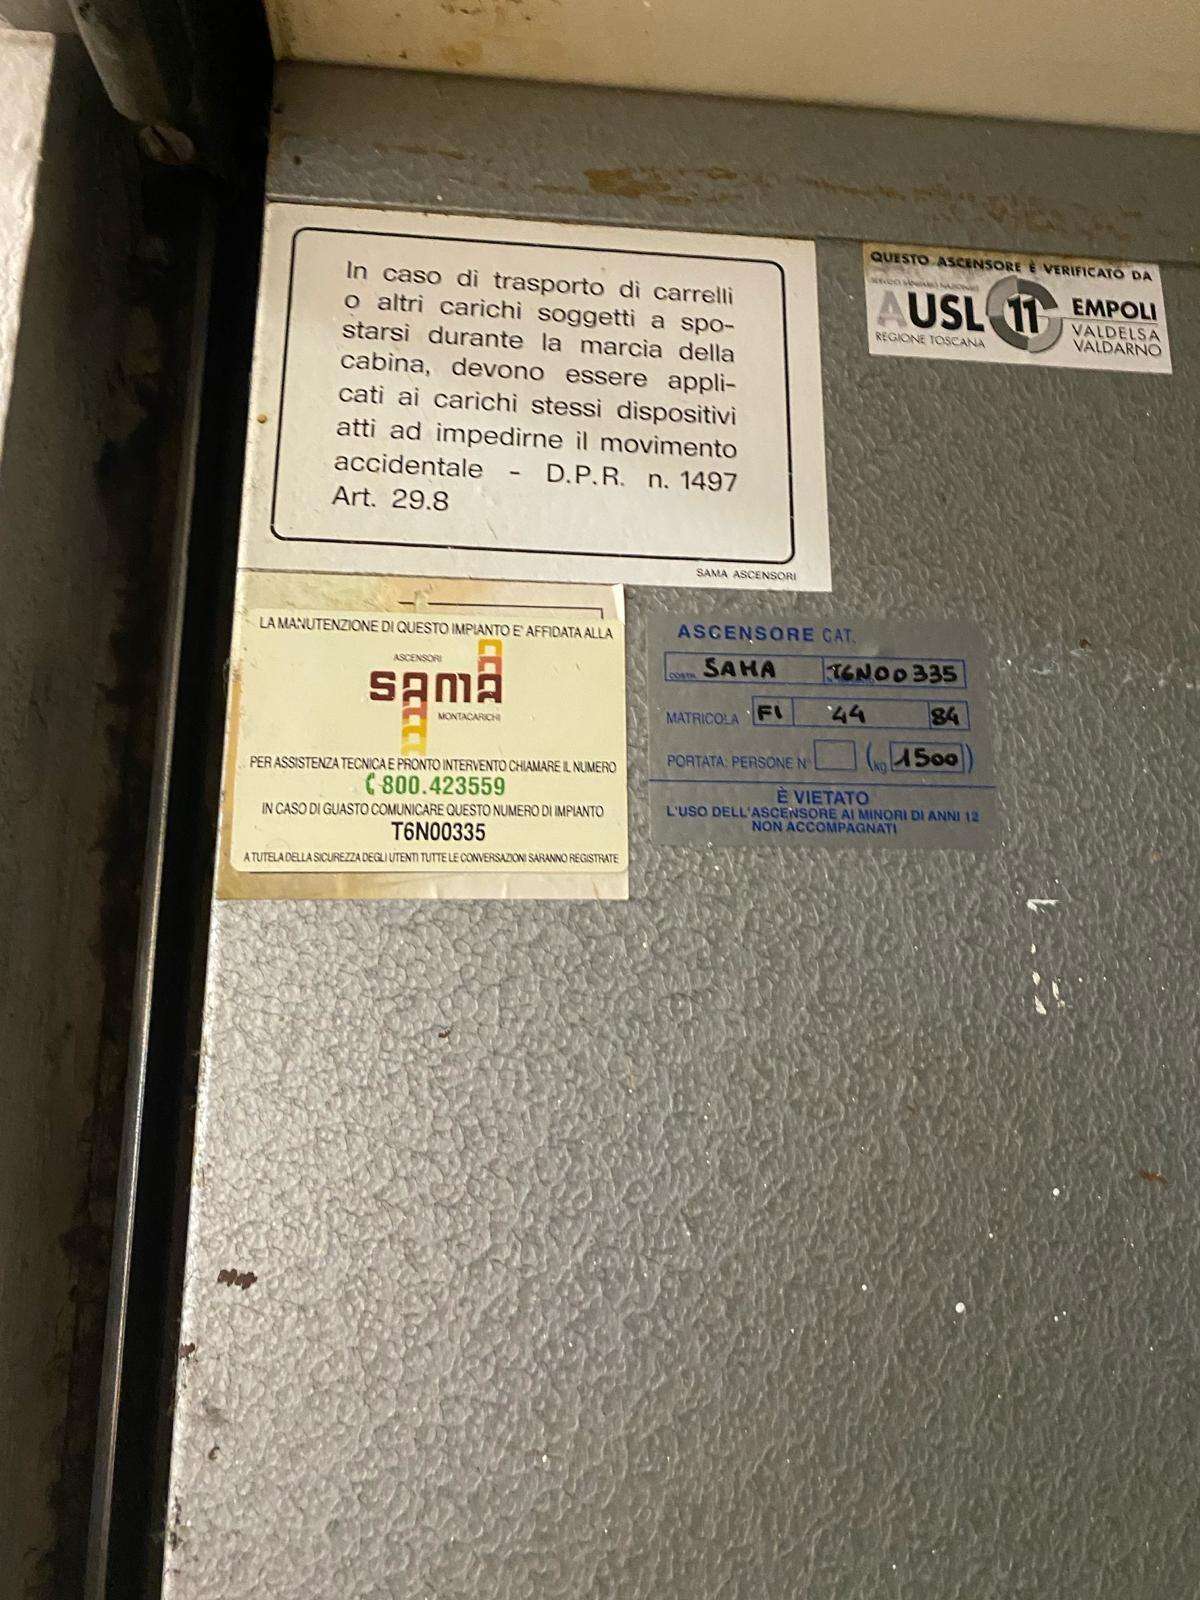 In caso di trasporto di carrelli
o altri carichi soggetti a spo-
starsi durante la marcia della
cabina, devono essere appli-
cati ai carichi stessi dispositivi
atti ad impedirne il movimento
accidentale - D.P.R. n. 1497
Art. 29.8
SAMA ASCENSORI
QUESTO ASCENSORE È VERIFICATO DA
AUSL 11 EMPOLI
REGIONE TOSCANA
VALDELSA
VALDARNO
LA MANUTENZIONE DI QUESTO IMPIANTO E' AFFIDATA ALLA
ASCENSORI
sama
MONTACARICHI
PER ASSISTENZA TECNICA E PRONTO INTERVENTO CHIAMARE IL NUMERO
800.423559
IN CASO DI GUASTO COMUNICARE QUESTO NUMERO DI IMPIANTO
T6N00335
A TUTELA DELLA SICUREZZA DEGLI UTENTI TUTTE LE CONVERSAZIONI SARANNO REGISTRATE
ASCENSORE CAT.
COSTR. SAMA T6N00335
MATRICOLA FI 44 84
PORTATA: PERSONE N° (KG 1500)
È VIETATO
L'USO DELL'ASCENSORE AI MINORI DI ANNI 12
NON ACCOMPAGNATI